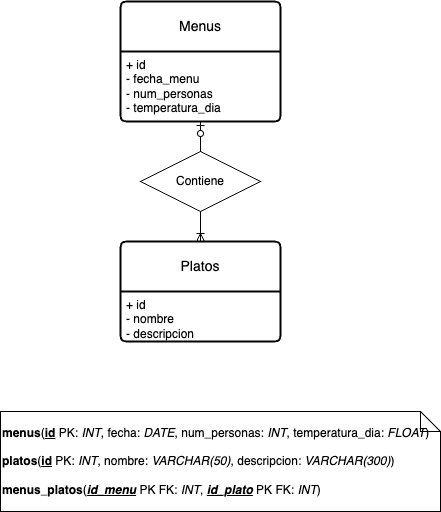 Menus
+ id
- fecha_menu
- num_personas
- temperatura_dia
Contiene
Platos
+ id
- nombre
- descripcion
menus(id PK: INT, fecha: DATE, num_personas: INT, temperatura_dia: FLOAT)
platos(id PK: INT, nombre: VARCHAR(50), descripcion: VARCHAR(300))
menus_platos(id_menu PK FK: INT, id_plato PK FK: INT)